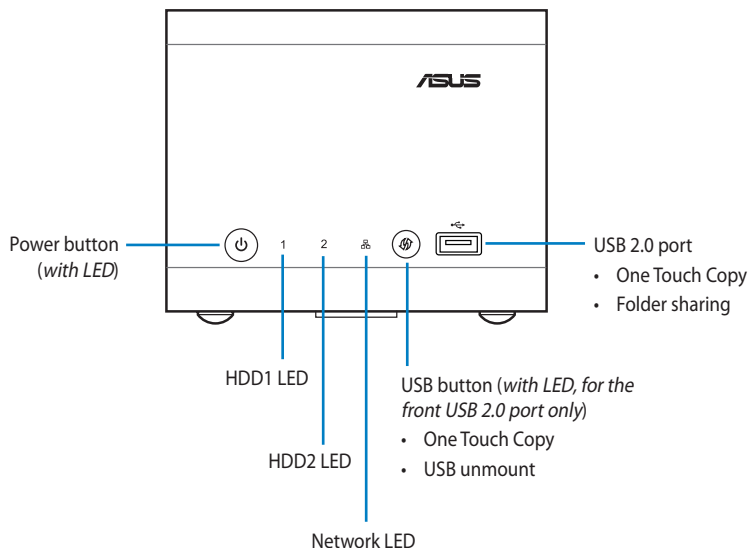 ASUS
Power button
(with LED)
1
2
USB 2.0 port
• One Touch Copy
• Folder sharing
HDD1 LED
USB button (with LED, for the
front USB 2.0 port only)
• One Touch Copy
• USB unmount
HDD2 LED
Network LED